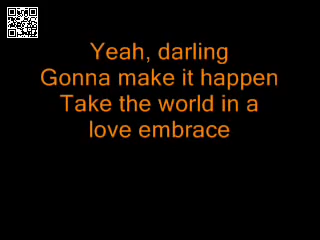 Yeah, darling
Gonna make it happen
Take the world in a
love embrace